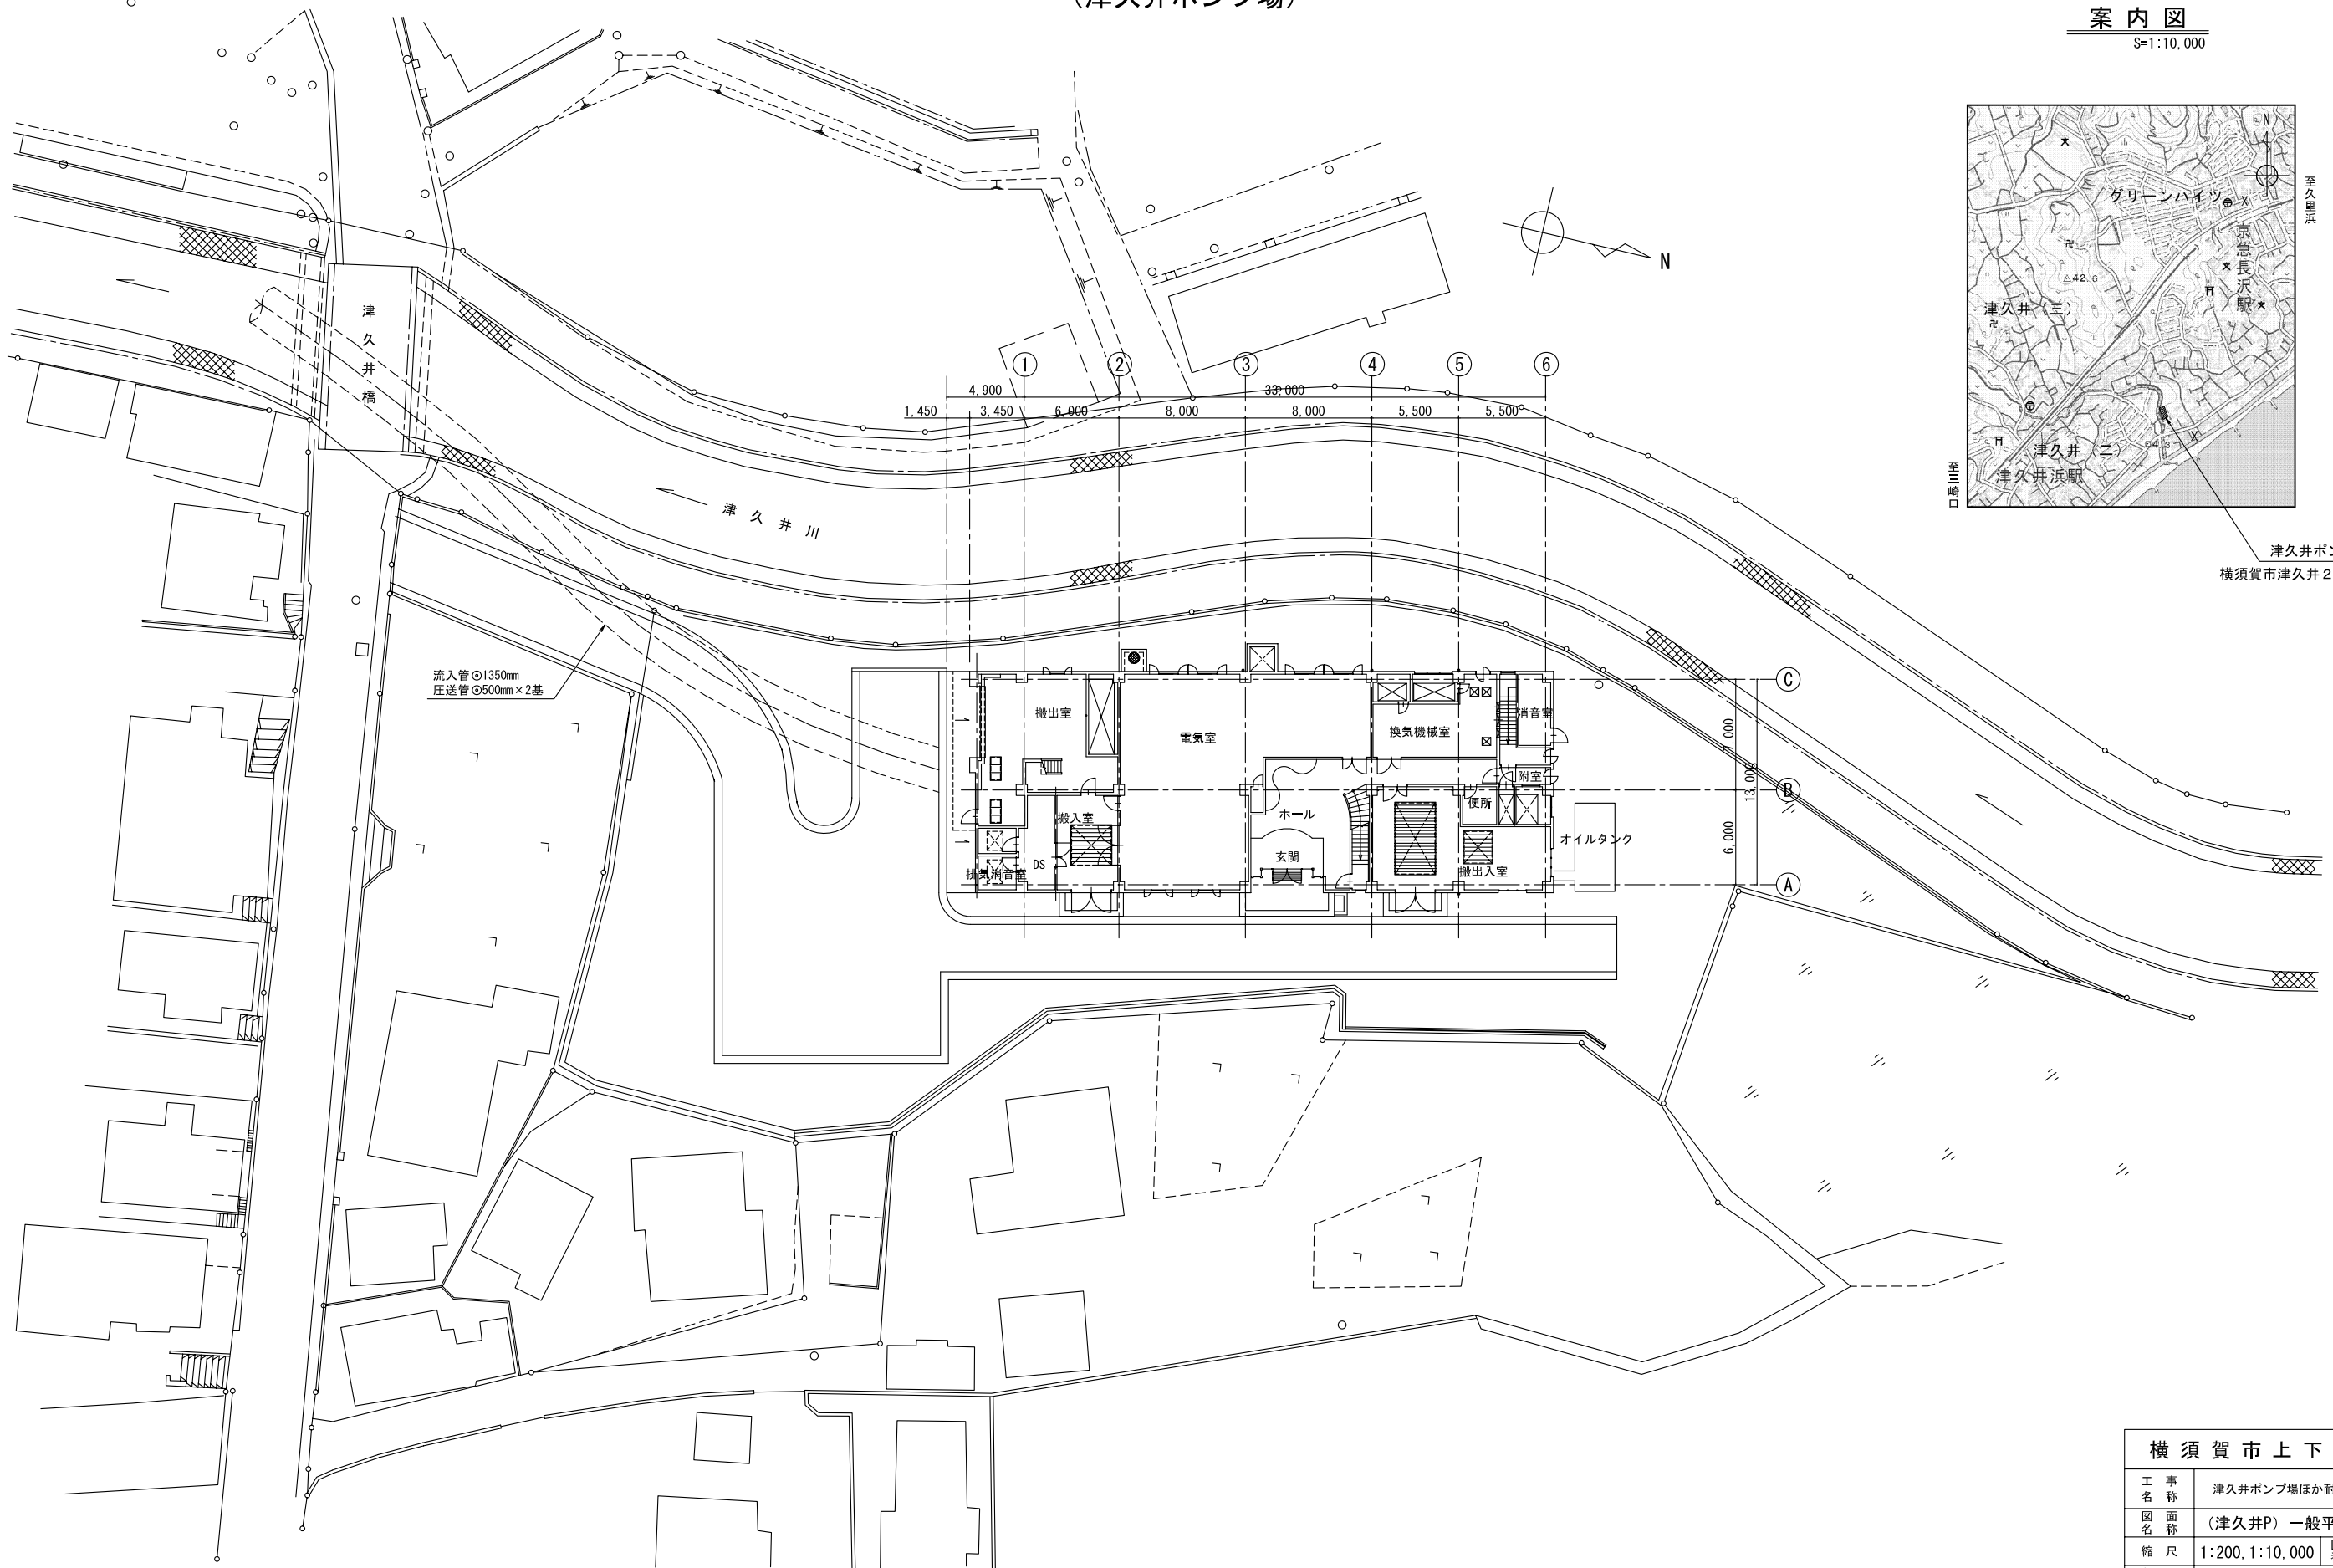 (津久井ポンプ場)
案内図
S=1:10,000
N
グリーンハイツ
至久里浜
京急長沢駅
△42.6
津久井(三)
津久井(二)
津久井浜駅
至三崎口
津久井ポン
横須賀市津久井2
N
津久井橋
① ② ③ ④ ⑤ ⑥
4,900 33,000
1,450 3,450 6,000 8,000 8,000 5,500 5,500
津久井川
流入管◎1350mm
圧送管◎500mm×2基
搬出室
電気室
換気機械室
消音室
附室
便所
ホール
搬入室
玄関
DS
排気消音室
搬出入室
オイルタンク
Ⓒ
7,000
13,000
Ⓑ
6,000
Ⓐ
横須賀市上下
工事名称 津久井ポンプ場ほか耐
図面名称 (津久井P) 一般平
縮尺 1:200,1:10,000